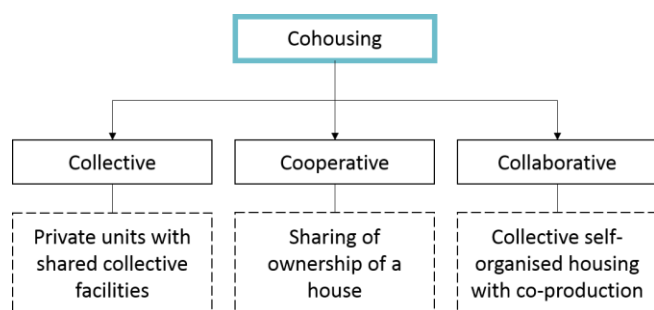 Cohousing
Collective
Cooperative
Collaborative
Private units with
shared collective
facilities
Sharing of
ownership of a
house
Collective self-
organised housing
with co-production